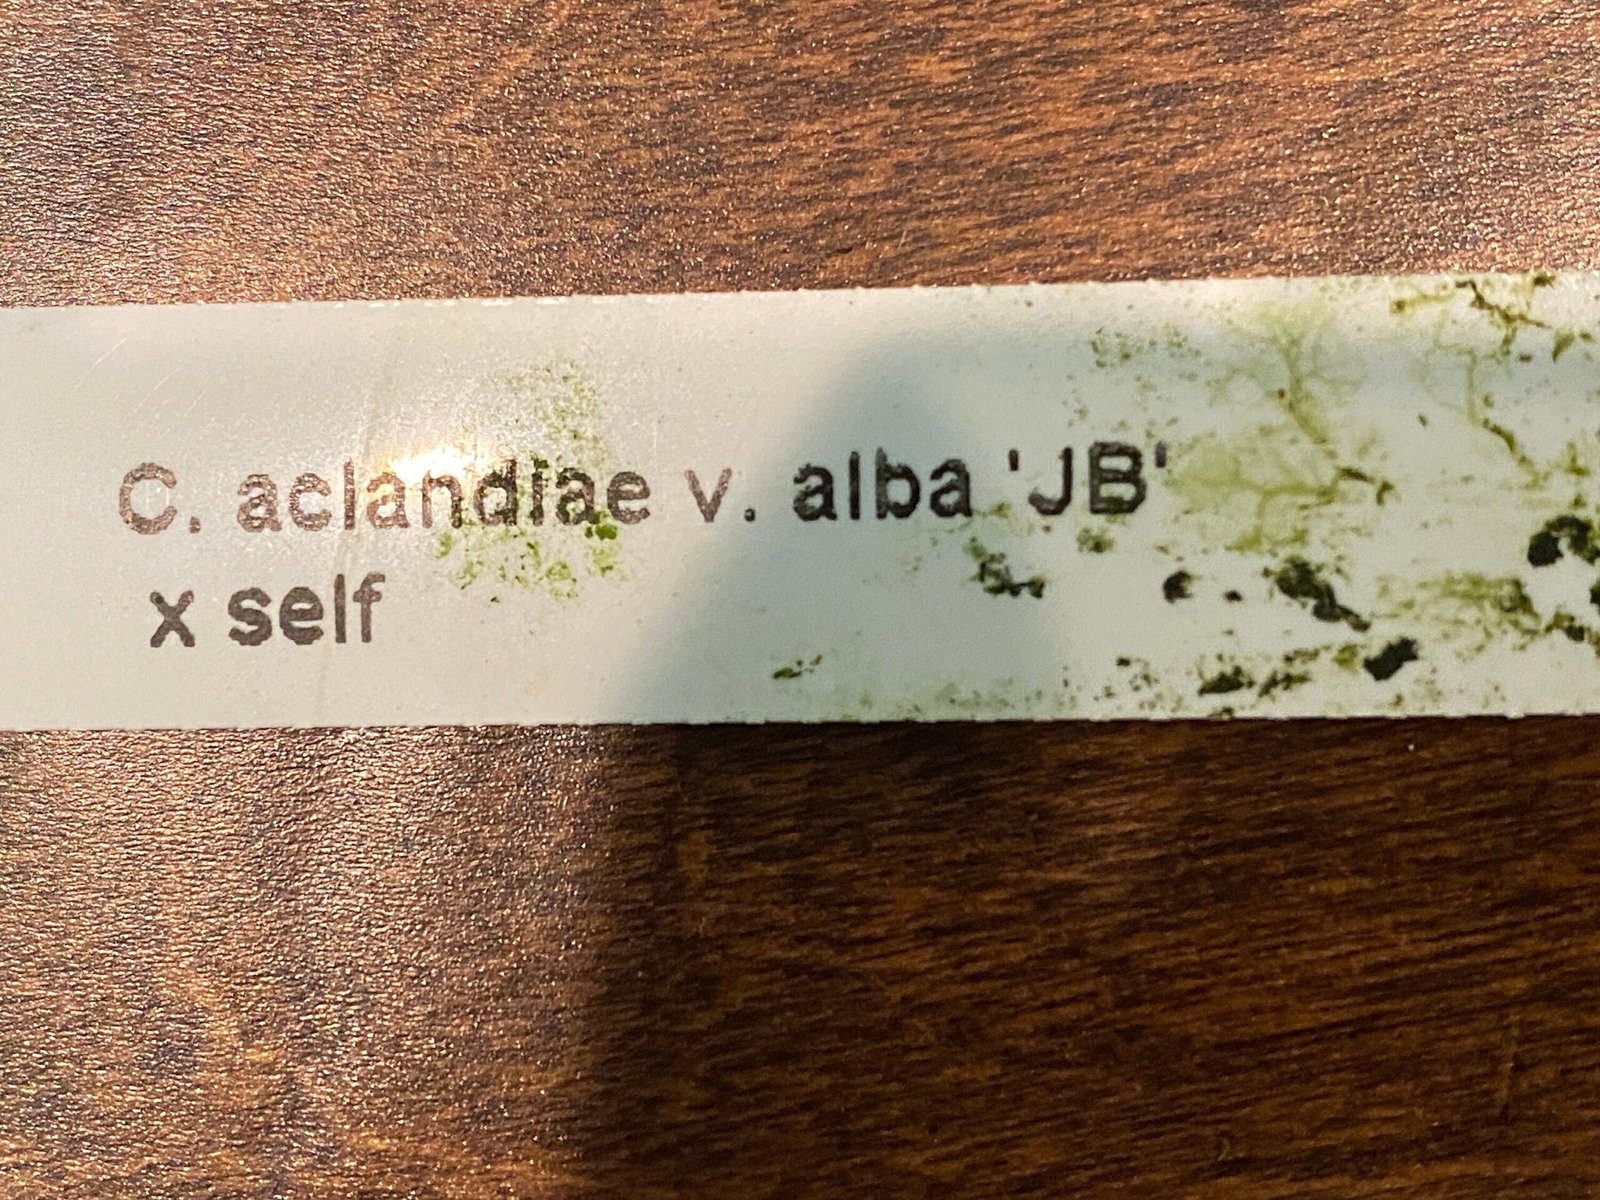 C. aclandiae v. alba 'JB'
x self